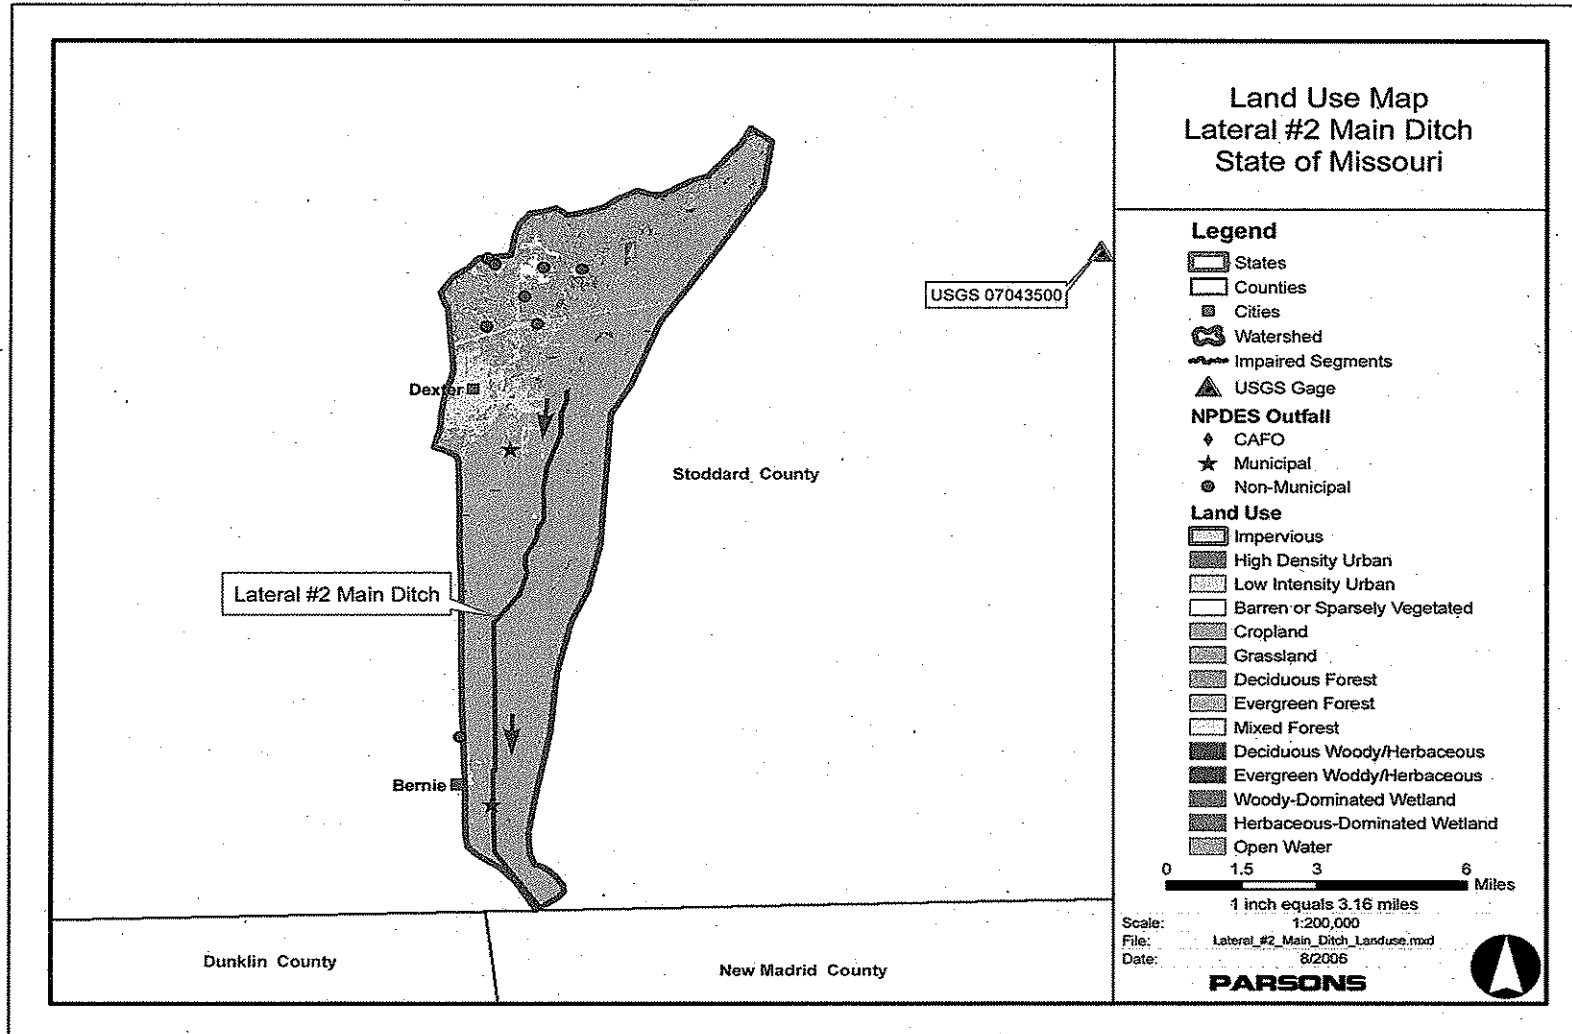 Land Use Map
Lateral #2 Main Ditch
State of Missouri
Legend
States
Counties
Cities
Watershed
Impaired Segments
USGS Gage
NPDES Outfall
CAFO
Municipal
Non-Municipal
Land Use
Impervious
High Density Urban
Low Intensity Urban
Barren or Sparsely Vegetated
Cropland
Grassland
Deciduous Forest
Evergreen Forest
Mixed Forest
Deciduous Woody/Herbaceous
Evergreen Woddy/Herbaceous
Woody-Dominated Wetland
Herbaceous-Dominated Wetland
Open Water
0 1.5 3 6
Miles
1 inch equals 3.16 miles
Scale: 1:200,000
File: Lateral_#2_Main_Ditch_Landuse.mxd
Date: 8/2006
PARSONS
USGS 07043500
Dexter
Stoddard County
Lateral #2 Main Ditch
Bernie
Dunklin County
New Madrid County